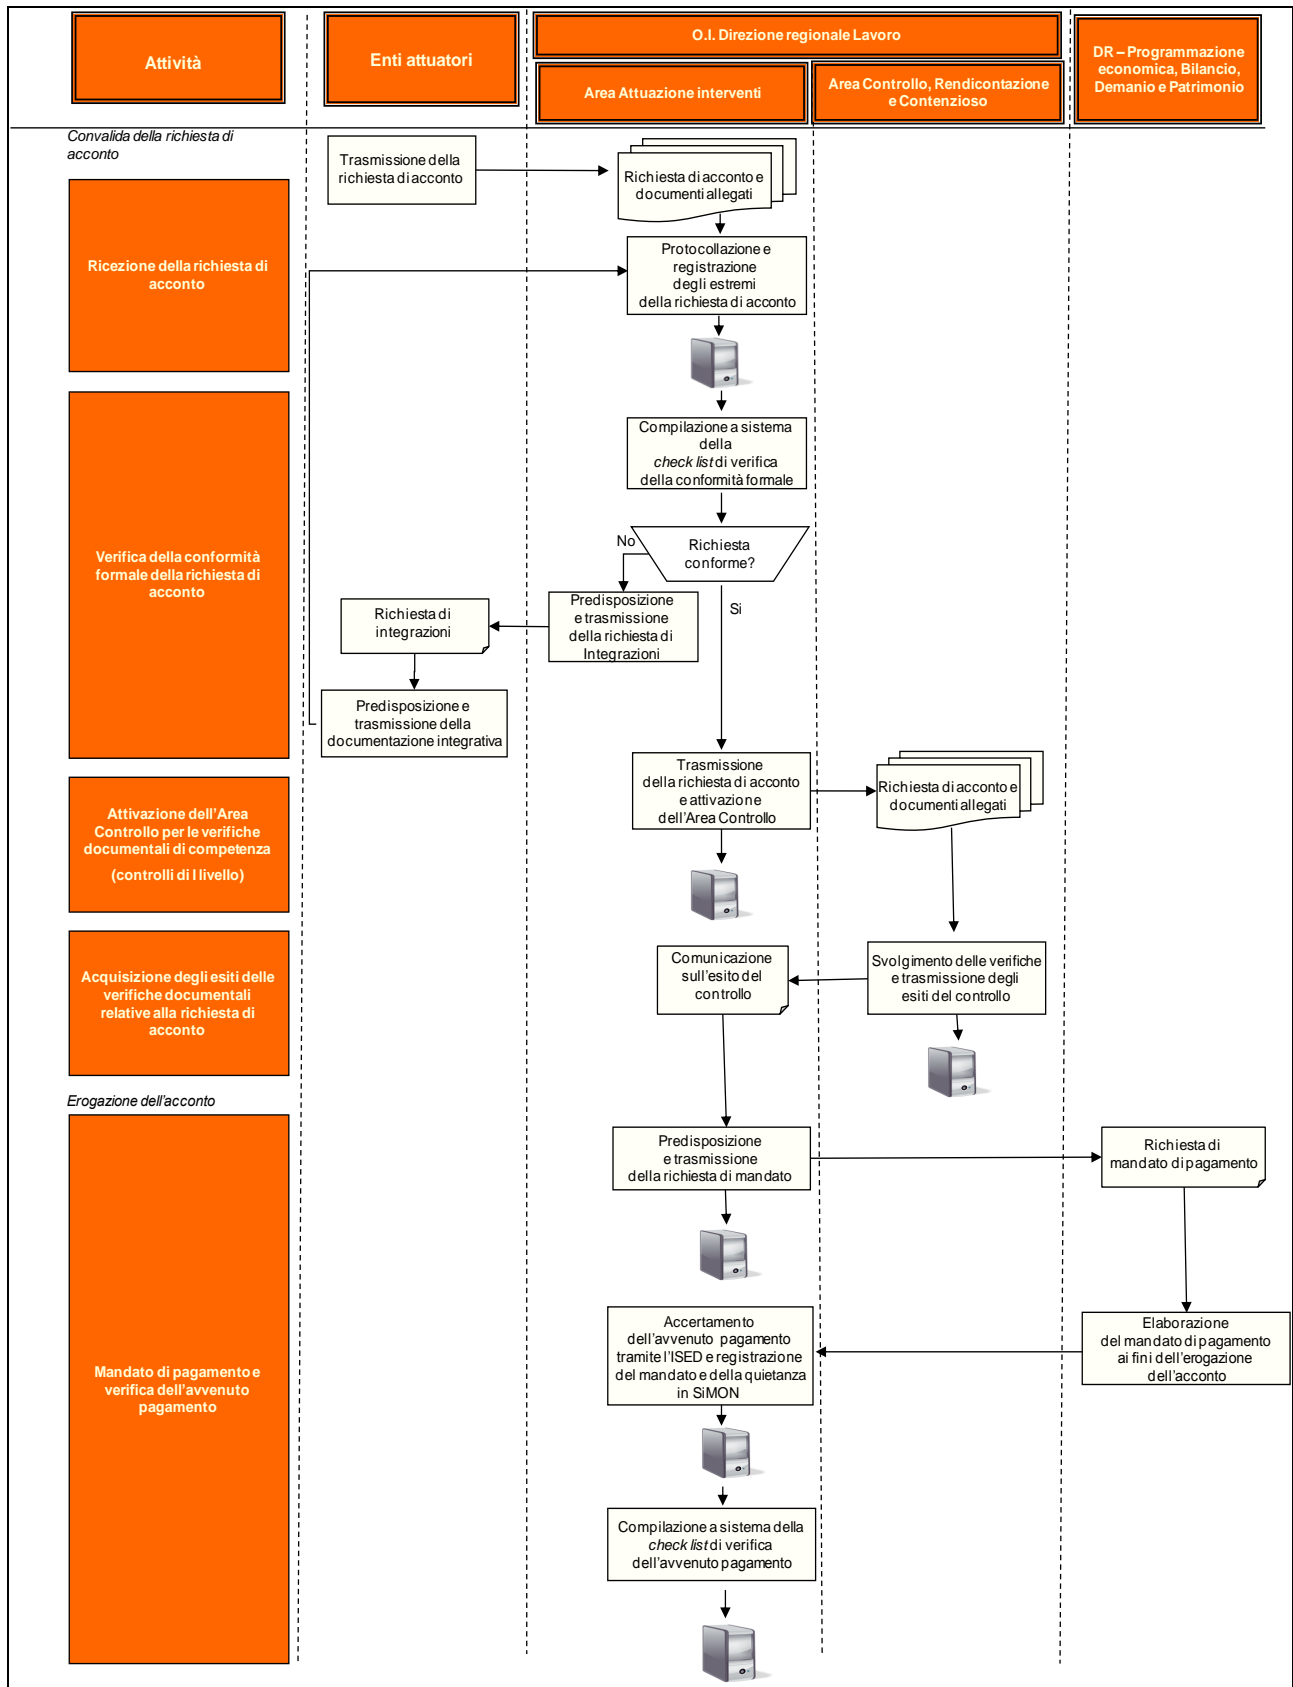 Attività
Enti attuatori
O.I. Direzione regionale Lavoro
Area Attuazione interventi
Area Controllo, Rendicontazione
e Contenzioso
DR – Programmazione
economica, Bilancio,
Demanio e Patrimonio
Convalida della richiesta di
acconto
Trasmissione della
richiesta di acconto
Richiesta di acconto e
documenti allegati
Ricezione della richiesta di
acconto
Protocollazione e
registrazione
degli estremi
della richiesta di acconto
Compilazione a sistema
della
check list di verifica
della conformità formale
Verifica della conformità
formale della richiesta di
acconto
No
Richiesta
conforme?
Si
Predisposizione
e trasmissione
della richiesta di
Integrazioni
Richiesta di
integrazioni
Predisposizione e
trasmissione della
documentazione integrativa
Attivazione dell'Area
Controllo per le verifiche
documentali di competenza
(controlli di I livello)
Trasmissione
della richiesta di acconto
e attivazione
dell'Area Controllo
Richiesta di acconto e
documenti allegati
Acquisizione degli esiti delle
verifiche documentali
relative alla richiesta di
acconto
Comunicazione
sull'esito del
controllo
Svolgimento delle verifiche
e trasmissione degli
esiti del controllo
Erogazione dell'acconto
Mandato di pagamento e
verifica dell'avvenuto
pagamento
Predisposizione
e trasmissione
della richiesta di mandato
Richiesta di
mandato di pagamento
Accertamento
dell'avvenuto pagamento
tramite l'ISED e registrazione
del mandato e della quietanza
in SiMON
Elaborazione
del mandato di pagamento
ai fini dell'erogazione
dell'acconto
Compilazione a sistema della
check list di verifica
dell'avvenuto pagamento